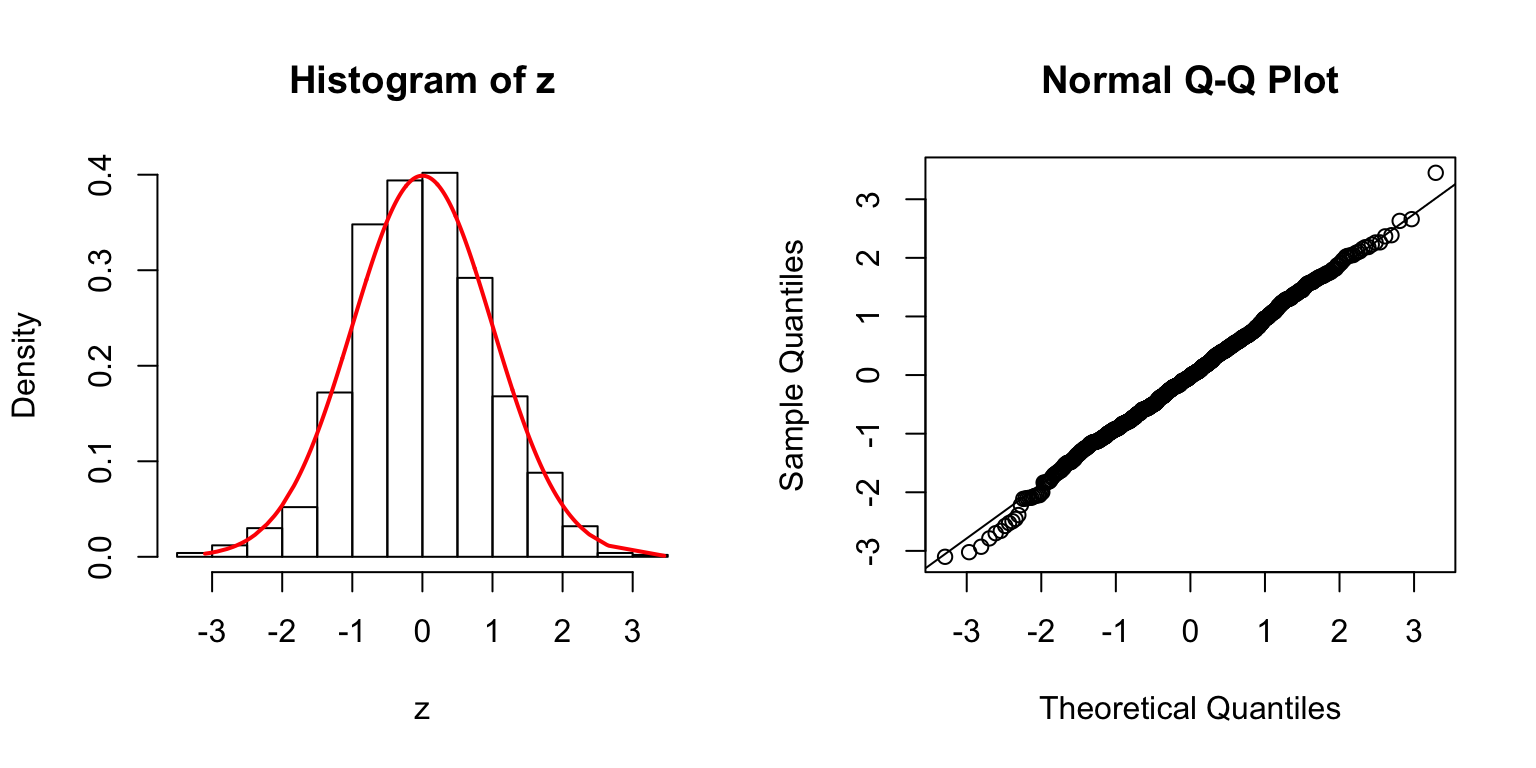 Histogram of z
Density
0.4
0.3
0.2
0.1
0.0
-3 -2 -1 0 1 2 3
z
Normal Q-Q Plot
Sample Quantiles
3
2
1
0
-1
-2
-3
-3 -2 -1 0 1 2 3
Theoretical Quantiles